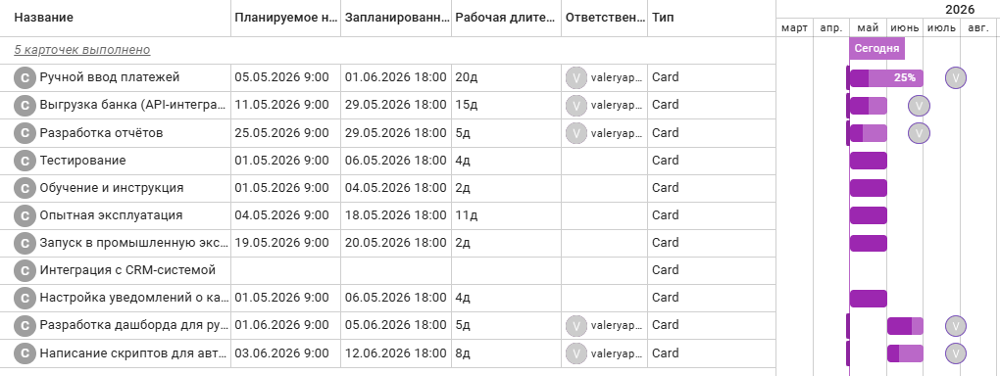 Название Планируемое н... Запланированн... Рабочая длите... Ответствен... Тип 2026
март апр. май июнь июль авг.
5 карточек выполнено Сегодня
C Ручной ввод платежей 05.05.2026 9:00 01.06.2026 18:00 20д V valeryap... Card 25% V
C Выгрузка банка (API-интегра... 11.05.2026 9:00 29.05.2026 18:00 15д V valeryap... Card V
C Разработка отчётов 25.05.2026 9:00 29.05.2026 18:00 5д V valeryap... Card V
C Тестирование 01.05.2026 9:00 06.05.2026 18:00 4д Card
C Обучение и инструкция 01.05.2026 9:00 04.05.2026 18:00 2д Card
C Опытная эксплуатация 04.05.2026 9:00 18.05.2026 18:00 11д Card
C Запуск в промышленную экс... 19.05.2026 9:00 20.05.2026 18:00 2д Card
C Интеграция с CRM-системой Card
C Настройка уведомлений о ка... 01.05.2026 9:00 06.05.2026 18:00 4д Card
C Разработка дашборда для ру... 01.06.2026 9:00 05.06.2026 18:00 5д V valeryap... Card V
C Написание скриптов для авт... 03.06.2026 9:00 12.06.2026 18:00 8д V valeryap... Card V